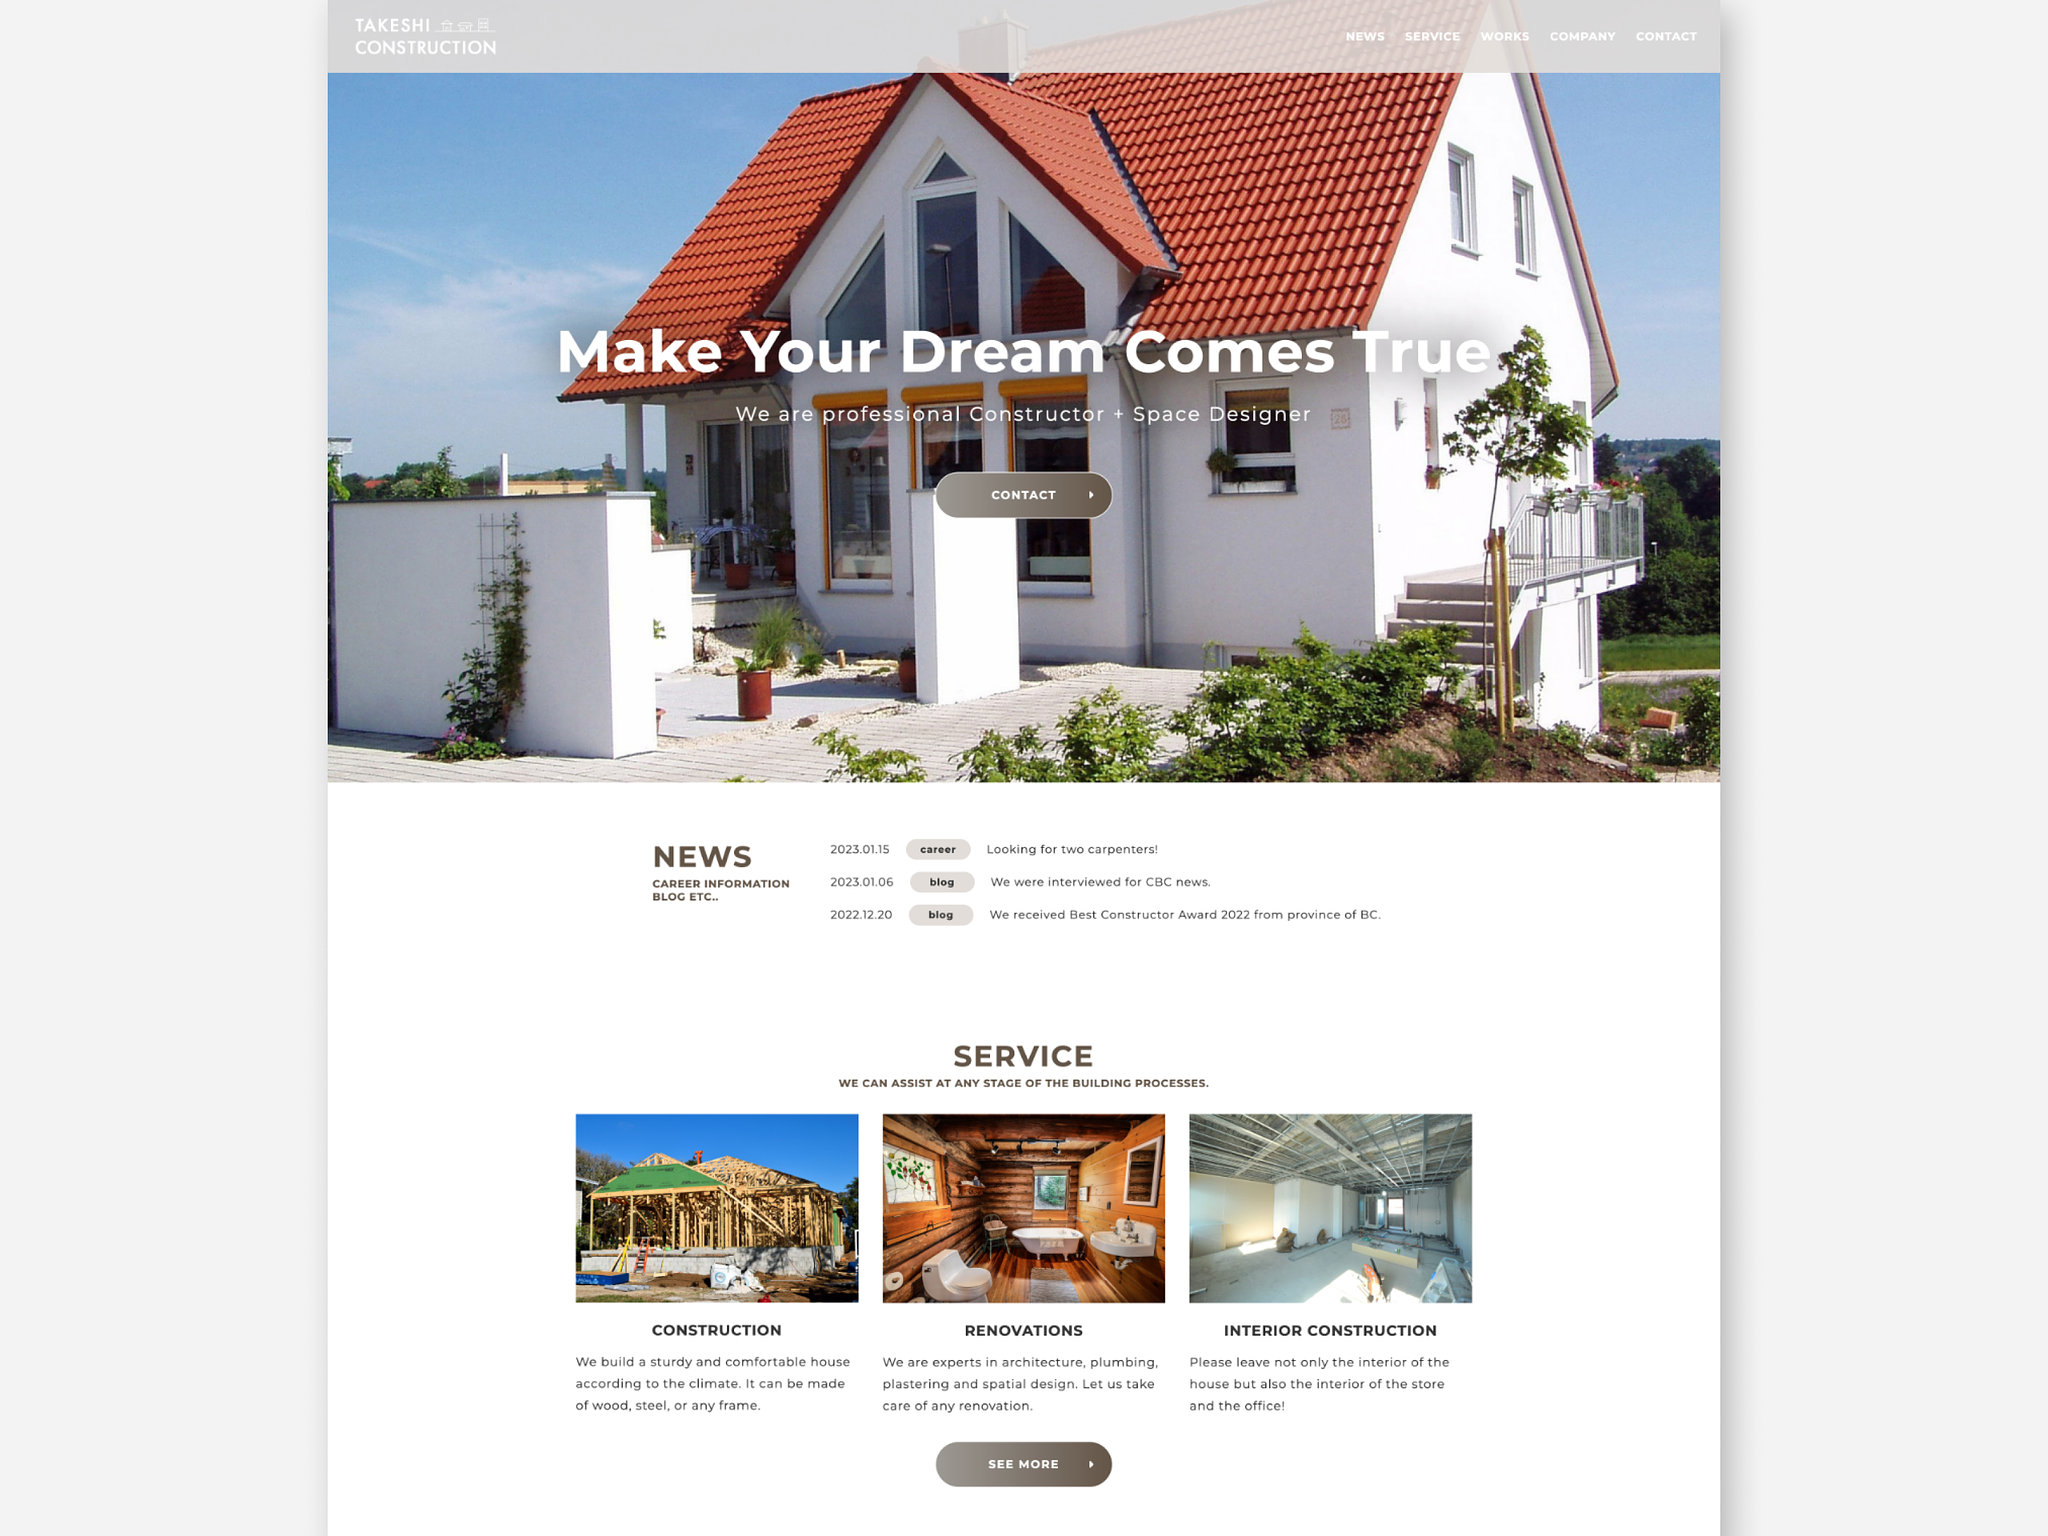 TAKESHI
CONSTRUCTION
NEWS SERVICE WORKS COMPANY CONTACT
Make Your Dream Comes True
We are professional Constructor + Space Designer
28
CONTACT
NEWS
CAREER INFORMATION
BLOG ETC..
2023.01.15 career Looking for two carpenters!
2023.01.06 blog We were interviewed for CBC news.
2022.12.20 blog We received Best Constructor Award 2022 from province of BC.
SERVICE
WE CAN ASSIST AT ANY STAGE OF THE BUILDING PROCESSES.
CONSTRUCTION
We build a sturdy and comfortable house
according to the climate. It can be made
of wood, steel, or any frame.
RENOVATIONS
We are experts in architecture, plumbing,
plastering and spatial design. Let us take
care of any renovation.
INTERIOR CONSTRUCTION
Please leave not only the interior of the
house but also the interior of the store
and the office!
SEE MORE